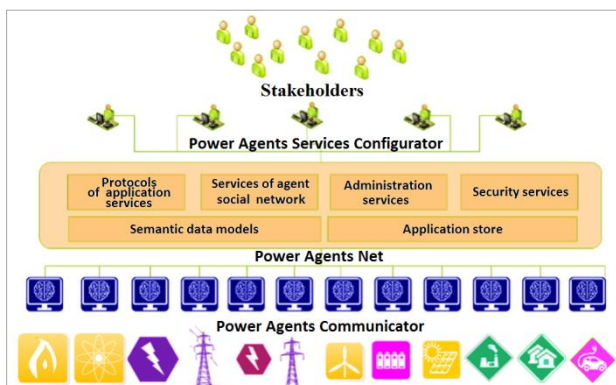 Stakeholders
Power Agents Services Configurator
Protocols
of application
services
Services of agent
social network
Administration
services
Security services
Semantic data models
Application store
Power Agents Net
Power Agents Communicator